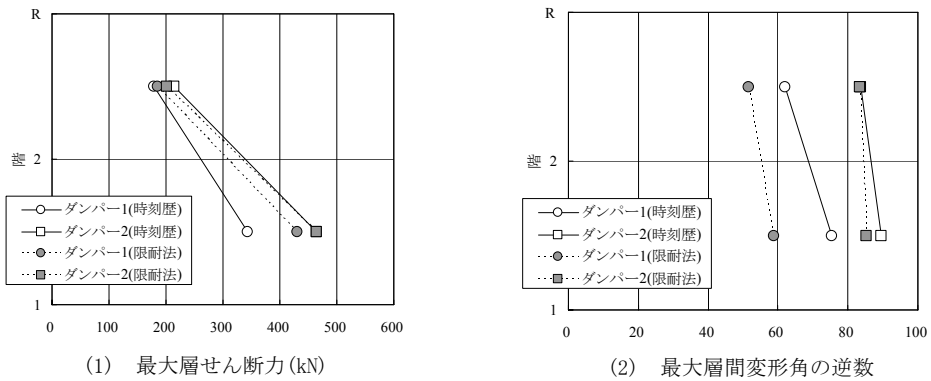 R
階
2
ダンパー1(時刻歴)
ダンパー2(時刻歴)
ダンパー1(限耐法)
ダンパー2(限耐法)
1
0 100 200 300 400 500 600
(1) 最大層せん断力(kN)
R
階
2
ダンパー1(時刻歴)
ダンパー2(時刻歴)
ダンパー1(限耐法)
ダンパー2(限耐法)
1
0 20 40 60 80 100
(2) 最大層間変形角の逆数